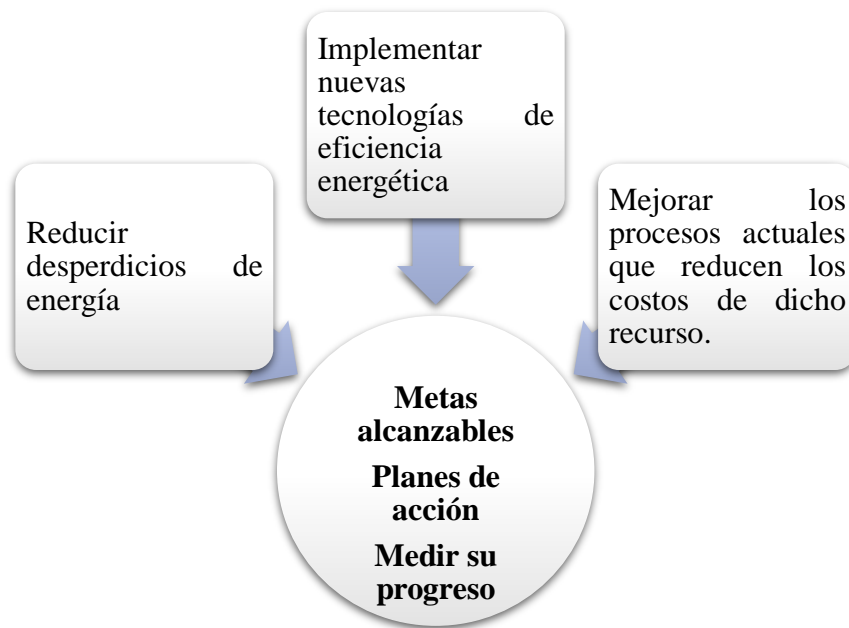 Implementar
nuevas
tecnologías de
eficiencia
energética
Reducir
desperdicios de
energía
Mejorar los
procesos actuales
que reducen los
costos de dicho
recurso.
Metas
alcanzables
Planes de
acción
Medir su
progreso